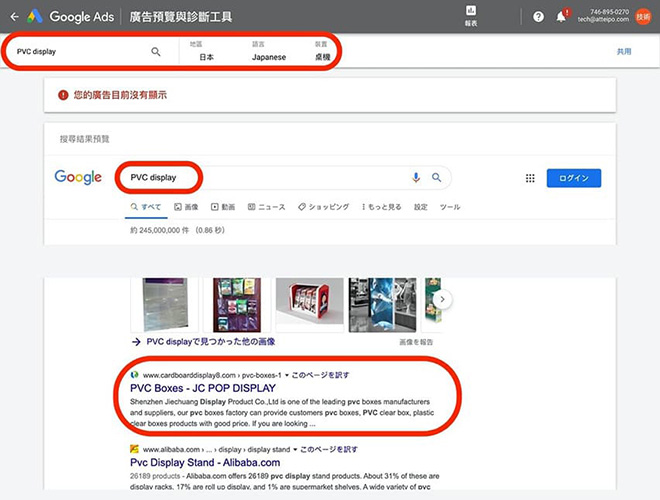 Google Ads 廣告預覽與診斷工具
報表
746-895-0270
tech@atteipo.com
技術
PVC display
地區
日本
語言
Japanese
裝置
桌機
共用
您的廣告目前沒有顯示
搜尋結果預覽
Google
PVC display
ログイン
すべて 画像 動画 ニュース ショッピング もっと見る 設定 ツール
約 245,000,000 件 （0.86 秒）
PVC displayで見つかった他の画像
画像を報告
www.cardboarddisplay8.com › pvc-boxes-1 ▾ このページを訳す
PVC Boxes - JC POP DISPLAY
Shenzhen Jiechuang Display Product Co.,Ltd is one of the leading pvc boxes manufacturers
and suppliers, our pvc boxes factory can provide customers pvc boxes, PVC clear box, plastic
clear boxes products with good price. If you are looking ...
www.alibaba.com › ... › display › display stand ▾ このページを訳す
Pvc Display Stand - Alibaba.com
26189 products - Alibaba.com offers 26189 pvc display stand products. About 31% of these are
display racks, 17% are roll up display, and 1% are supermarket shelves. A wide variety of pvc